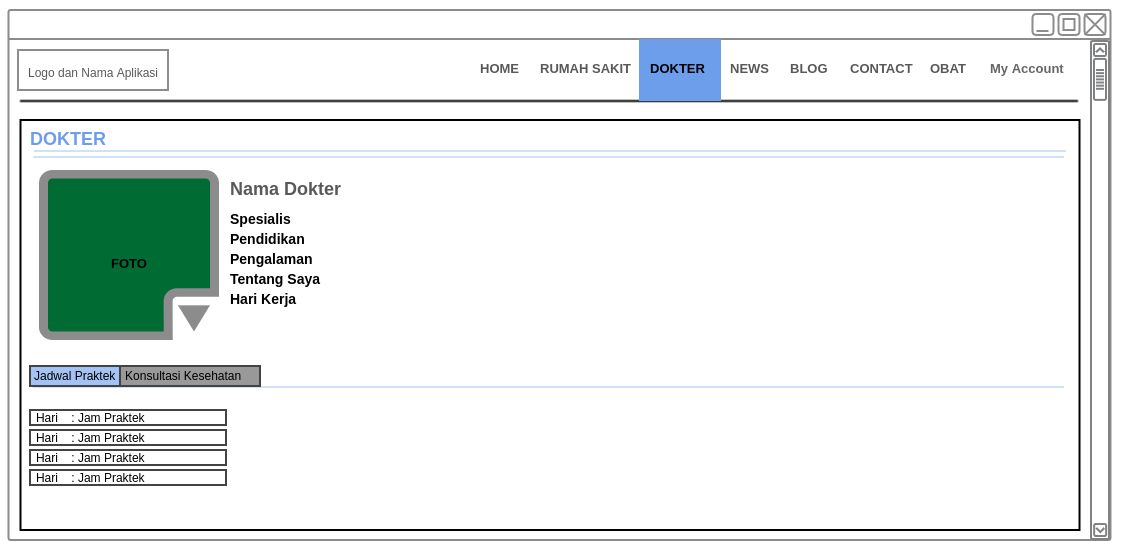 Logo dan Nama Aplikasi
HOME RUMAH SAKIT DOKTER NEWS BLOG CONTACT OBAT My Account
DOKTER
FOTO
Nama Dokter
Spesialis
Pendidikan
Pengalaman
Tentang Saya
Hari Kerja
Jadwal Praktek Konsultasi Kesehatan
Hari : Jam Praktek
Hari : Jam Praktek
Hari : Jam Praktek
Hari : Jam Praktek